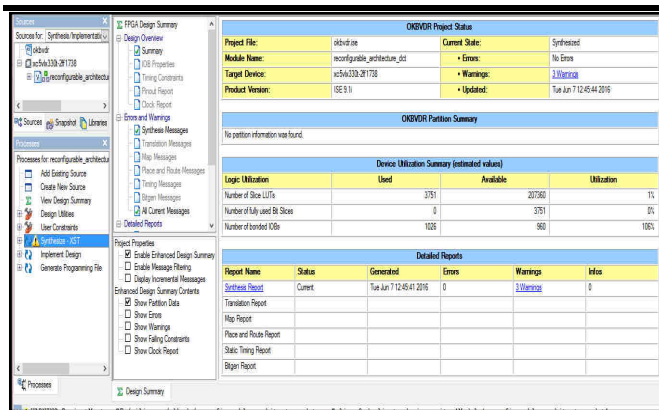 Sources
Sources for: Synthesis/Implementatic
okbvdr
xc5vlx330t-2ff1738
reconfigurable_architectu
Sources
Snapshot
Libraries
Processes
Processes for: reconfigurable_architectu
Add Existing Source
Create New Source
View Design Summary
Design Utilities
User Constraints
Synthesize - XST
Implement Design
Generate Programming File
Processes
FPGA Design Summary
Design Overview
Summary
IOB Properties
Timing Constraints
Pinout Report
Clock Report
Errors and Warnings
Synthesis Messages
Translation Messages
Map Messages
Place and Route Messages
Timing Messages
Bitgen Messages
All Current Messages
Detailed Reports
Project Properties
Enable Enhanced Design Summary
Enable Message Filtering
Display Incremental Messages
Enhanced Design Summary Contents
Show Partition Data
Show Errors
Show Warnings
Show Failing Constraints
Show Clock Report
Design Summary
OKBVDR Project Status
Project File: okbvdr.ise Current State: Synthesized
Module Name: reconfigurable_architecture_dct • Errors: No Errors
Target Device: xc5vlx330-2ff1738 • Warnings: 3 Warnings
Product Version: ISE 9.1i • Updated: Tue Jun 7 12:45:44 2016
OKBVDR Partition Summary
No partition information was found.
Device Utilization Summary (estimated values)
Logic Utilization Used Available Utilization
Number of Slice LUTs 3751 207360 1%
Number of fully used Bit Slices 0 3751 0%
Number of bonded IOBs 1026 960 106%
Detailed Reports
Report Name Status Generated Errors Warnings Infos
Synthesis Report Current Tue Jun 7 12:45:41 2016 0 3 Warnings 0
Translation Report
Map Report
Place and Route Report
Static Timing Report
Bitgen Report